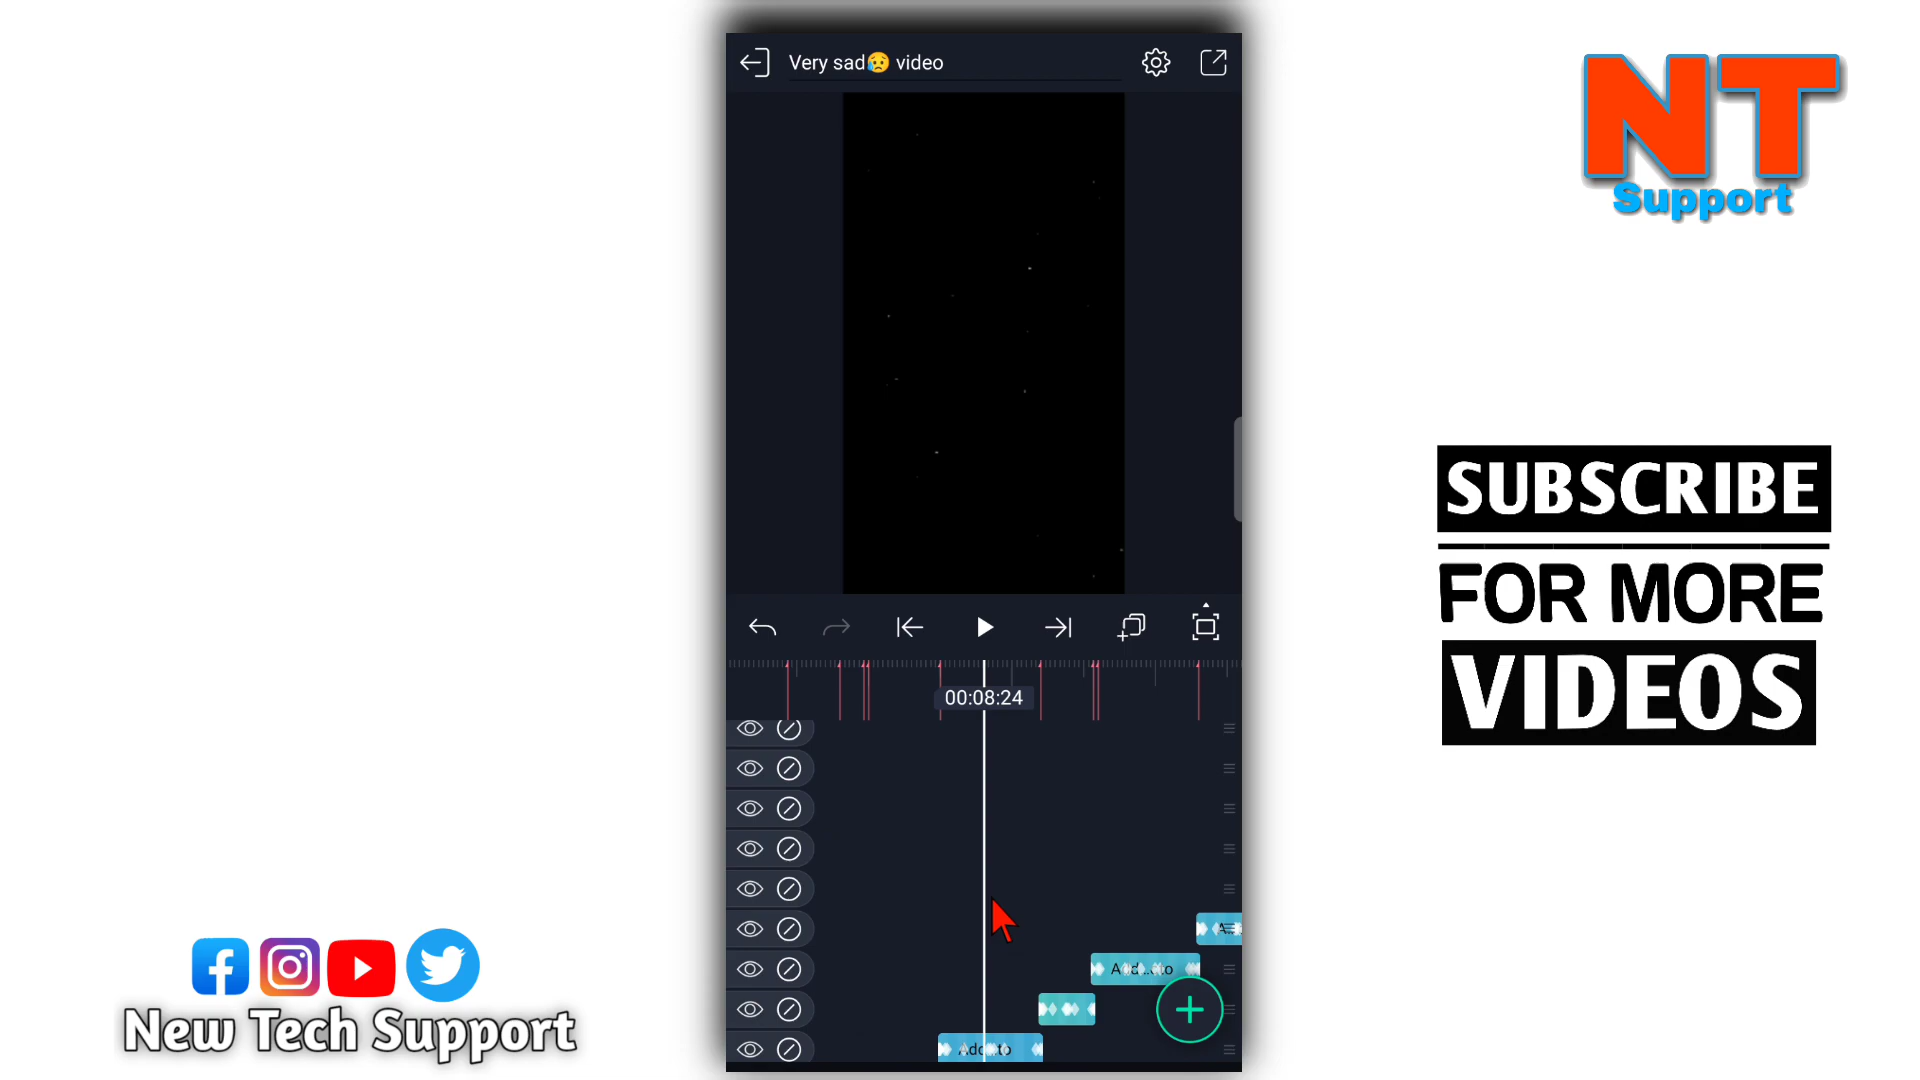 Very sad😥 video
NT
Support
SUBSCRIBE
FOR MORE
VIDEOS
00:08:24
New Tech Support